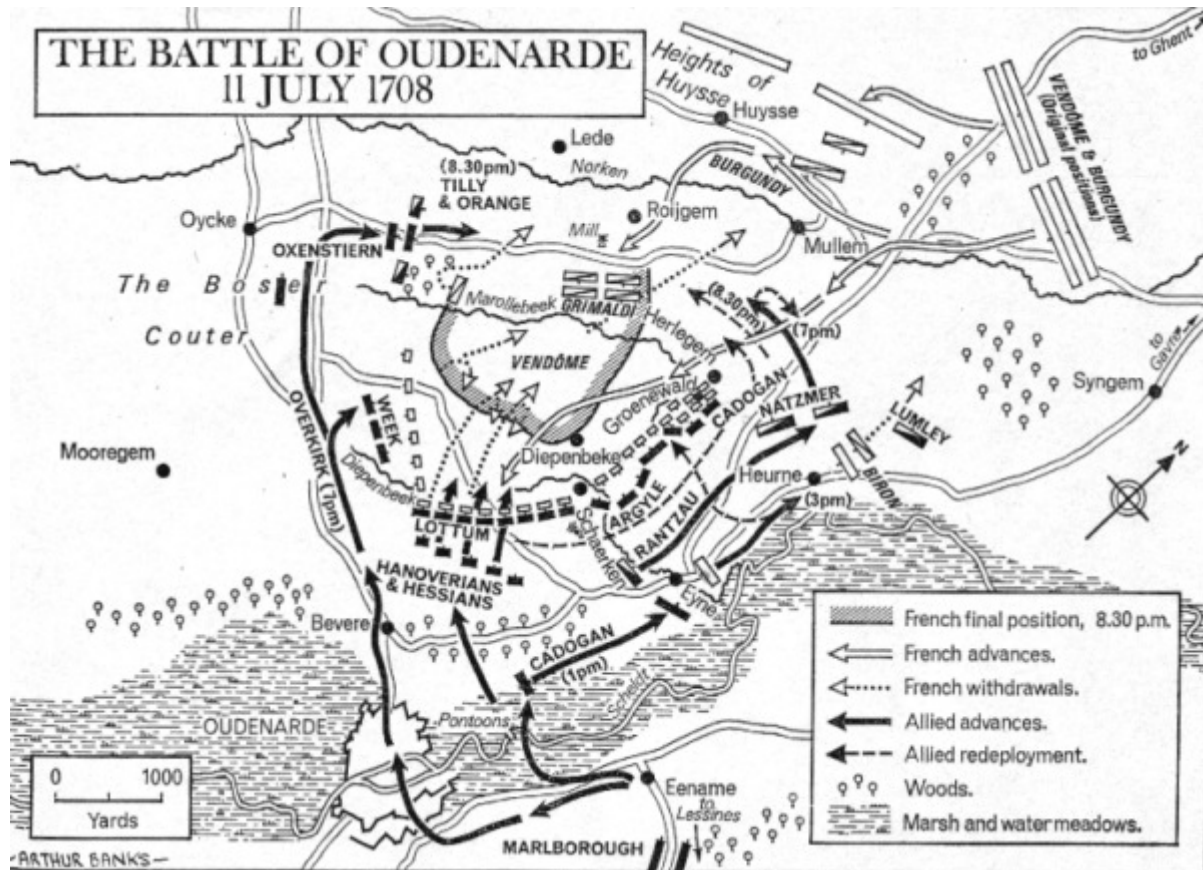 THE BATTLE OF OUDENARDE
11 JULY 1708
to Ghent
Heights of
Huysse
Huysse
VENDÔME & BURGUNDY
(Original positions)
Lede
Norken
(8.30pm)
TILLY
& ORANGE
BURGUNDY
Oycke
Roijgem
Mill
Mullem
OXENSTIERN
The Boser
Couter
Marollebeek
GRIMALDI
Herlegem
(8.30pm)
(7pm)
to
Gavre
VENDÔME
Syngem
Groenewald
CADOGAN
NATZMER
LUMLEY
WEEK
OVERKIRK (7pm)
Mooregem
Diepenbeke
Diepenbeek
Heurne
BIRON
ARGYLE
RANTZAU
(3pm)
LOTTUM
Schaerken
HANOVERIANS
& HESSIANS
Eyne
Bevere
CADOGAN
(1pm)
French final position, 8.30 p.m.
French advances.
French withdrawals.
Allied advances.
Allied redeployment.
Woods.
Marsh and water meadows.
Scheldt
OUDENARDE
Pontoons
0 1000
Yards
Eename
to
Lessines
MARLBOROUGH
-ARTHUR BANKS-